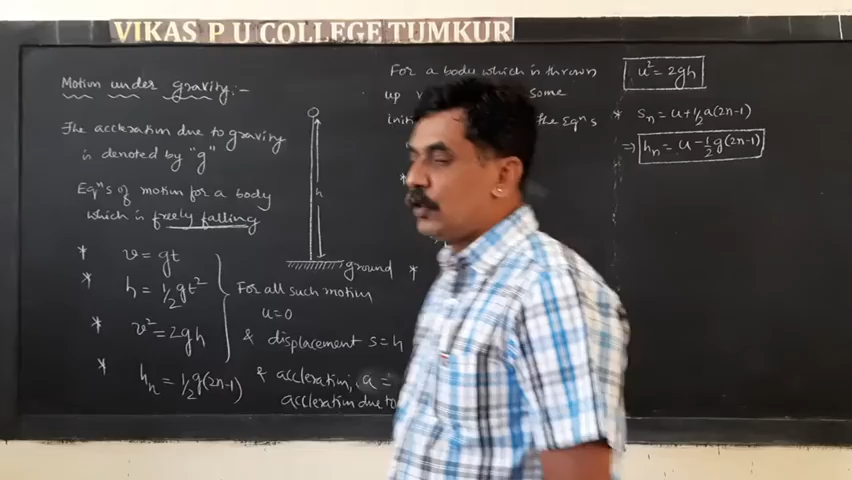 VIKAS P U COLLEGE TUMKUR
Motion under gravity:-
The accleration due to gravity
is denoted by "g"
Eqⁿs of motion for a body
which is freely falling
* v = gt
* h = ½gt²
* v² = 2gh
* hₙ = ½g(2n-1)
h
ground
For all such motion
u=0
& displacement s = h
& accleration, a =
accleration due to
For a body which is thrown
up
some
the Eqⁿs
*
*
u² = 2gh
* sₙ = u + ½a(2n-1)
⇒ hₙ = u - ½g(2n-1)